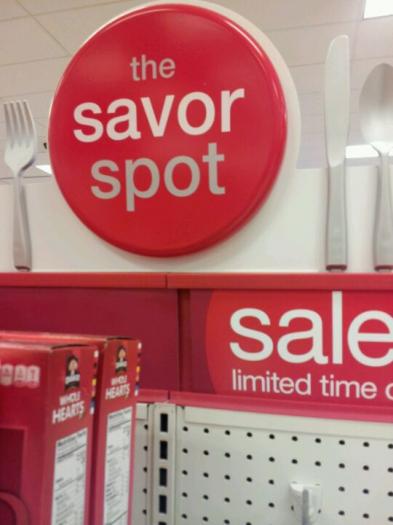 the
savor
spot
sale
limited time
WHOLE
HEARTS
WHOLE
HEARTS